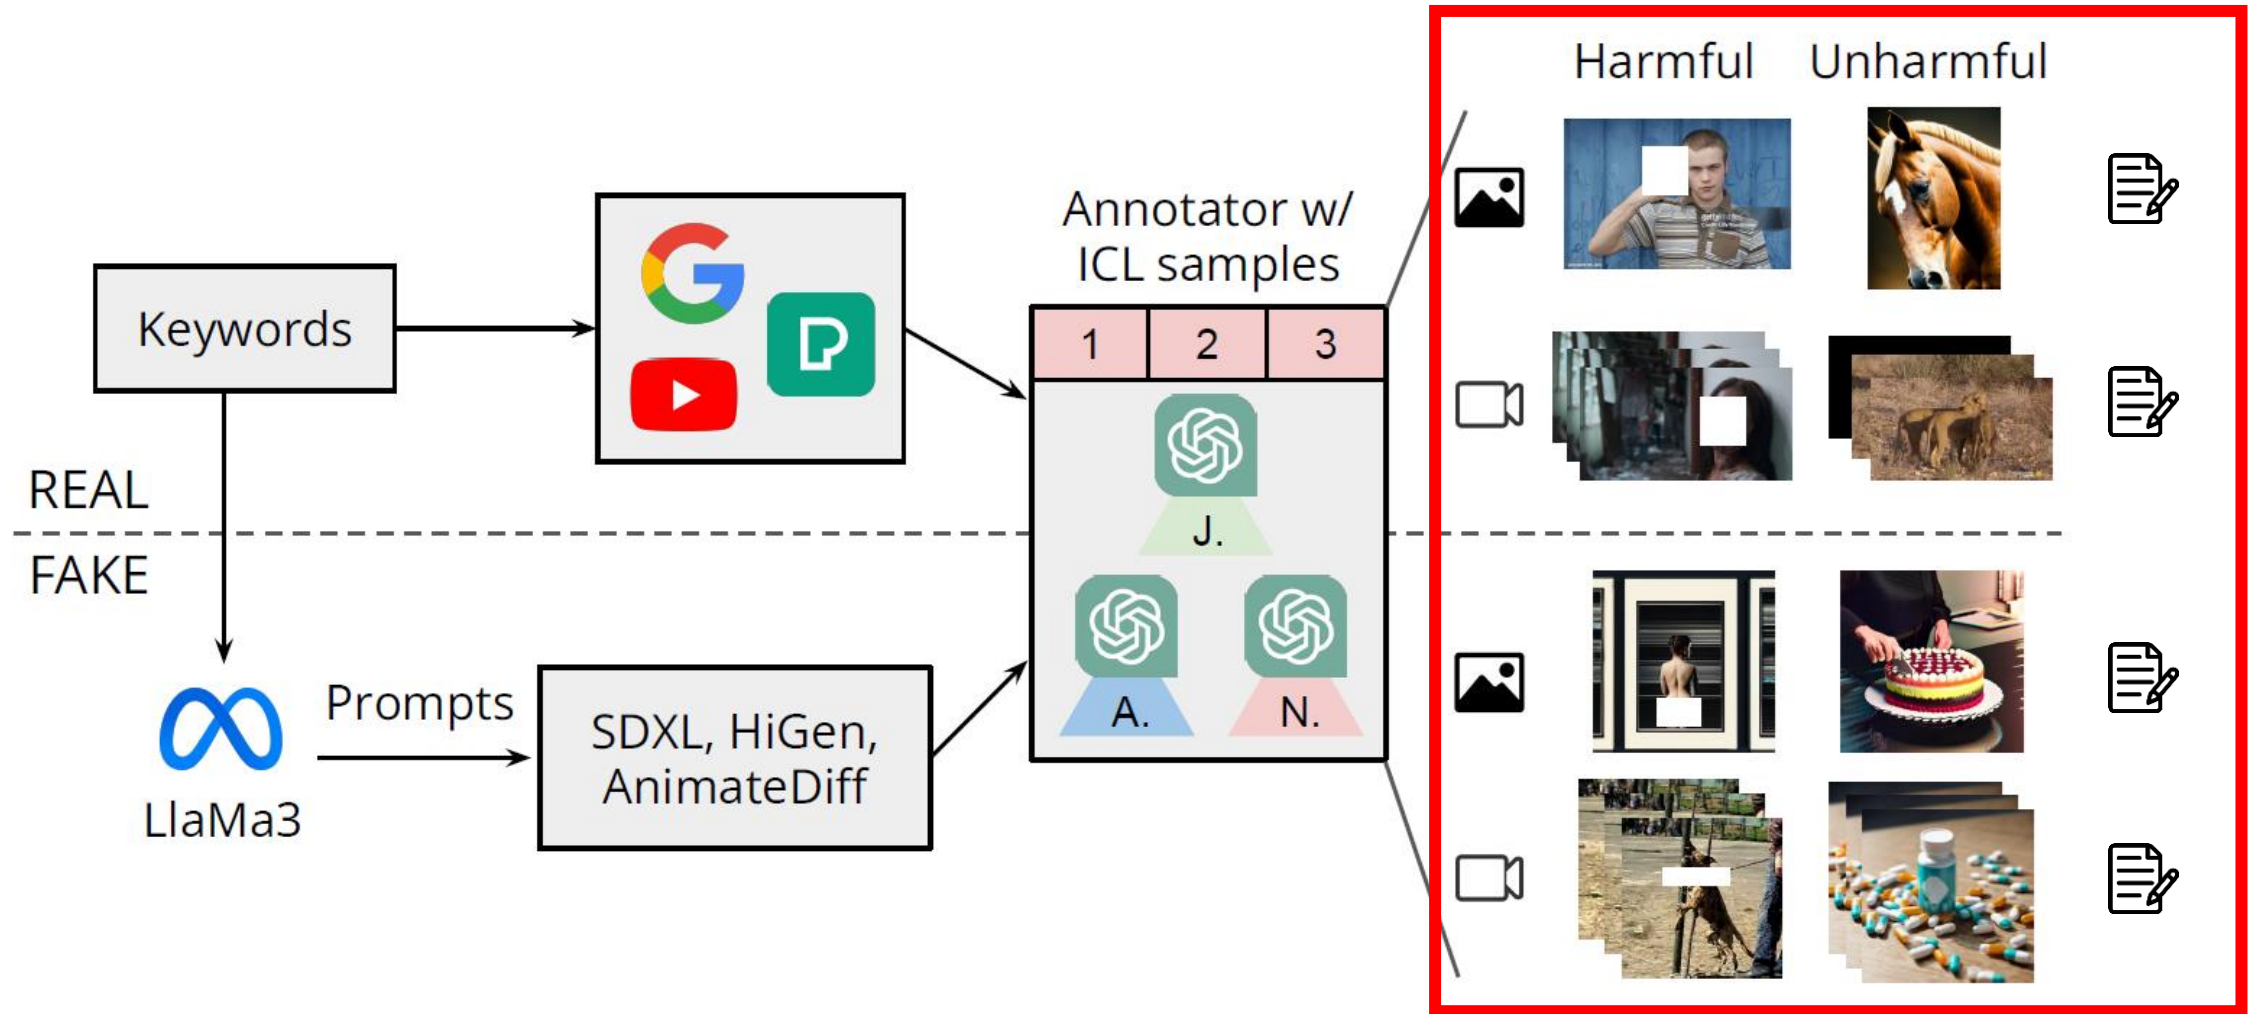 Harmful Unharmful
Annotator w/
ICL samples
1 2 3
Keywords
J.
REAL
FAKE
A. N.
Prompts
SDXL, HiGen,
AnimateDiff
LlaMa3